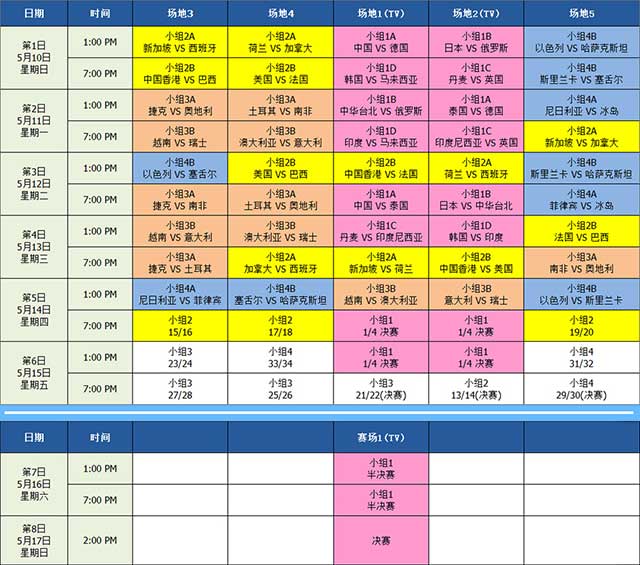 日期 时间 场地3 场地4 场地1(TV) 场地2(TV) 场地5
第1日
5月10日
星期日
1:00 PM
小组2A 小组2A 小组1A 小组1B 小组4B
新加坡 VS 西班牙 荷兰 VS 加拿大 中国 VS 德国 日本 VS 俄罗斯 以色列 VS 哈萨克斯坦
7:00 PM
小组2B 小组2B 小组1D 小组1C 小组4B
中国香港 VS 巴西 美国 VS 法国 韩国 VS 马来西亚 丹麦 VS 英国 斯里兰卡 VS 塞舌尔
第2日
5月11日
星期一
1:00 PM
小组3A 小组3A 小组1B 小组1A 小组4A
捷克 VS 奥地利 土耳其 VS 南非 中华台北 VS 俄罗斯 泰国 VS 德国 尼日利亚 VS 冰岛
7:00 PM
小组3B 小组3B 小组1D 小组1C 小组2A
越南 VS 瑞士 澳大利亚 VS 意大利 印度 VS 马来西亚 印度尼西亚 VS 英国 新加坡 VS 加拿大
第3日
5月12日
星期二
1:00 PM
小组4B 小组2B 小组2B 小组2A 小组4B
以色列 VS 塞舌尔 美国 VS 巴西 中国香港 VS 法国 荷兰 VS 西班牙 斯里兰卡 VS 哈萨克斯坦
7:00 PM
小组3A 小组3A 小组1A 小组1B 小组4A
捷克 VS 南非 土耳其 VS 奥地利 中国 VS 泰国 日本 VS 中华台北 菲律宾 VS 冰岛
第4日
5月13日
星期三
1:00 PM
小组3B 小组3B 小组1C 小组1D 小组2B
越南 VS 意大利 澳大利亚 VS 瑞士 丹麦 VS 印度尼西亚 韩国 VS 印度 法国 VS 巴西
7:00 PM
小组3A 小组2A 小组2A 小组2B 小组3A
捷克 VS 土耳其 加拿大 VS 西班牙 新加坡 VS 荷兰 中国香港 VS 美国 南非 VS 奥地利
第5日
5月14日
星期四
1:00 PM
小组4A 小组4B 小组3B 小组3B 小组4B
尼日利亚 VS 菲律宾 塞舌尔 VS 哈萨克斯坦 越南 VS 澳大利亚 意大利 VS 瑞士 以色列 VS 斯里兰卡
7:00 PM
小组2 小组2 小组1 小组1 小组2
15/16 17/18 1/4 决赛 1/4 决赛 19/20
第6日
5月15日
星期五
1:00 PM
小组3 小组4 小组1 小组1 小组4
23/24 33/34 1/4 决赛 1/4 决赛 31/32
7:00 PM
小组3 小组3 小组3 小组2 小组4
27/28 25/26 21/22(决赛) 13/14(决赛) 29/30(决赛)
日期 时间 赛场1(TV)
第7日
5月16日
星期六
1:00 PM
小组1
半决赛
7:00 PM
小组1
半决赛
第8日
5月17日
星期日
2:00 PM
决赛